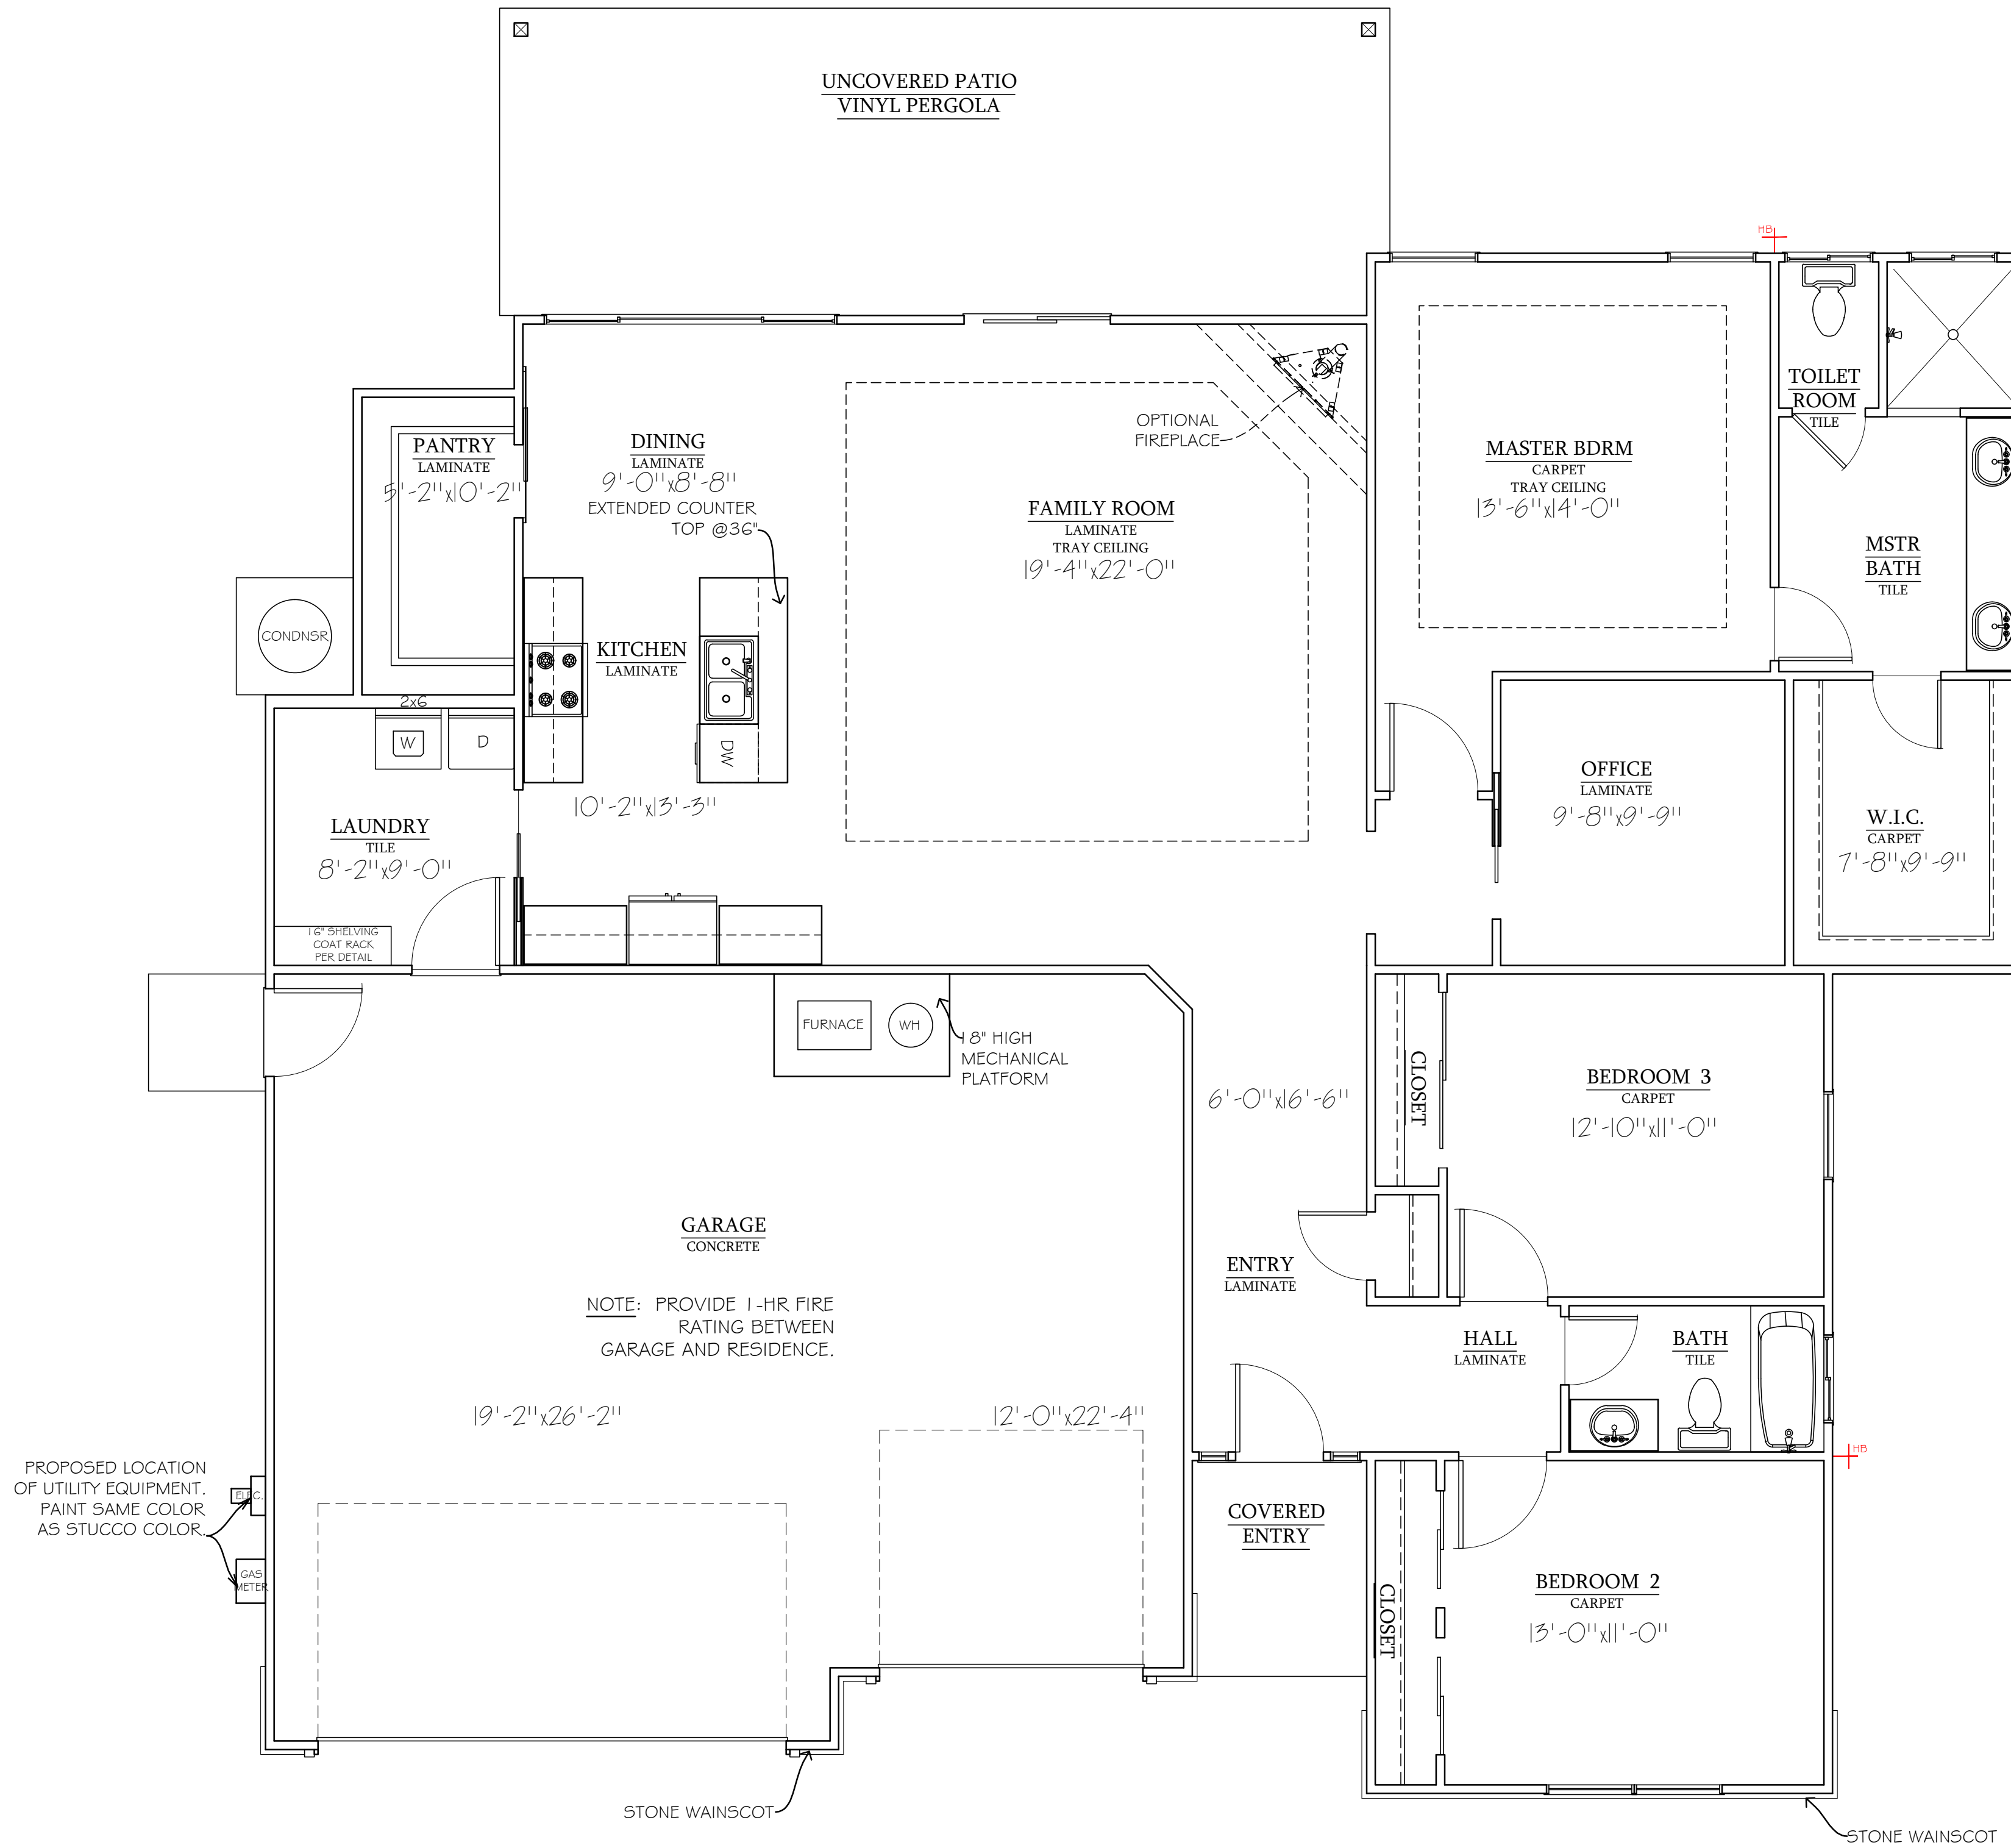 UNCOVERED PATIO
VINYL PERGOLA
HB
TOILET
ROOM
TILE
PANTRY
LAMINATE
5'-2"x10'-2"
DINING
LAMINATE
9'-0"x8'-8"
EXTENDED COUNTER
TOP @36"
OPTIONAL
FIREPLACE
FAMILY ROOM
LAMINATE
TRAY CEILING
19'-4"x22'-0"
MASTER BDRM
CARPET
TRAY CEILING
13'-6"x14'-0"
MSTR
BATH
TILE
CONDNSR
KITCHEN
LAMINATE
2x6
W
D
DW
10'-2"x13'-3"
LAUNDRY
TILE
8'-2"x9'-0"
OFFICE
LAMINATE
9'-8"x9'-9"
W.I.C.
CARPET
7'-8"x9'-9"
16" SHELVING
COAT RACK
PER DETAIL
FURNACE
WH
18" HIGH
MECHANICAL
PLATFORM
6'-0"x16'-6"
CLOSET
BEDROOM 3
CARPET
12'-10"x11'-0"
GARAGE
CONCRETE
NOTE: PROVIDE 1-HR FIRE
RATING BETWEEN
GARAGE AND RESIDENCE.
ENTRY
LAMINATE
HALL
LAMINATE
BATH
TILE
19'-2"x26'-2"
12'-0"x22'-4"
HB
PROPOSED LOCATION
OF UTILITY EQUIPMENT.
PAINT SAME COLOR
AS STUCCO COLOR.
ELEC.
GAS
METER
COVERED
ENTRY
CLOSET
BEDROOM 2
CARPET
13'-0"x11'-0"
STONE WAINSCOT
STONE WAINSCOT